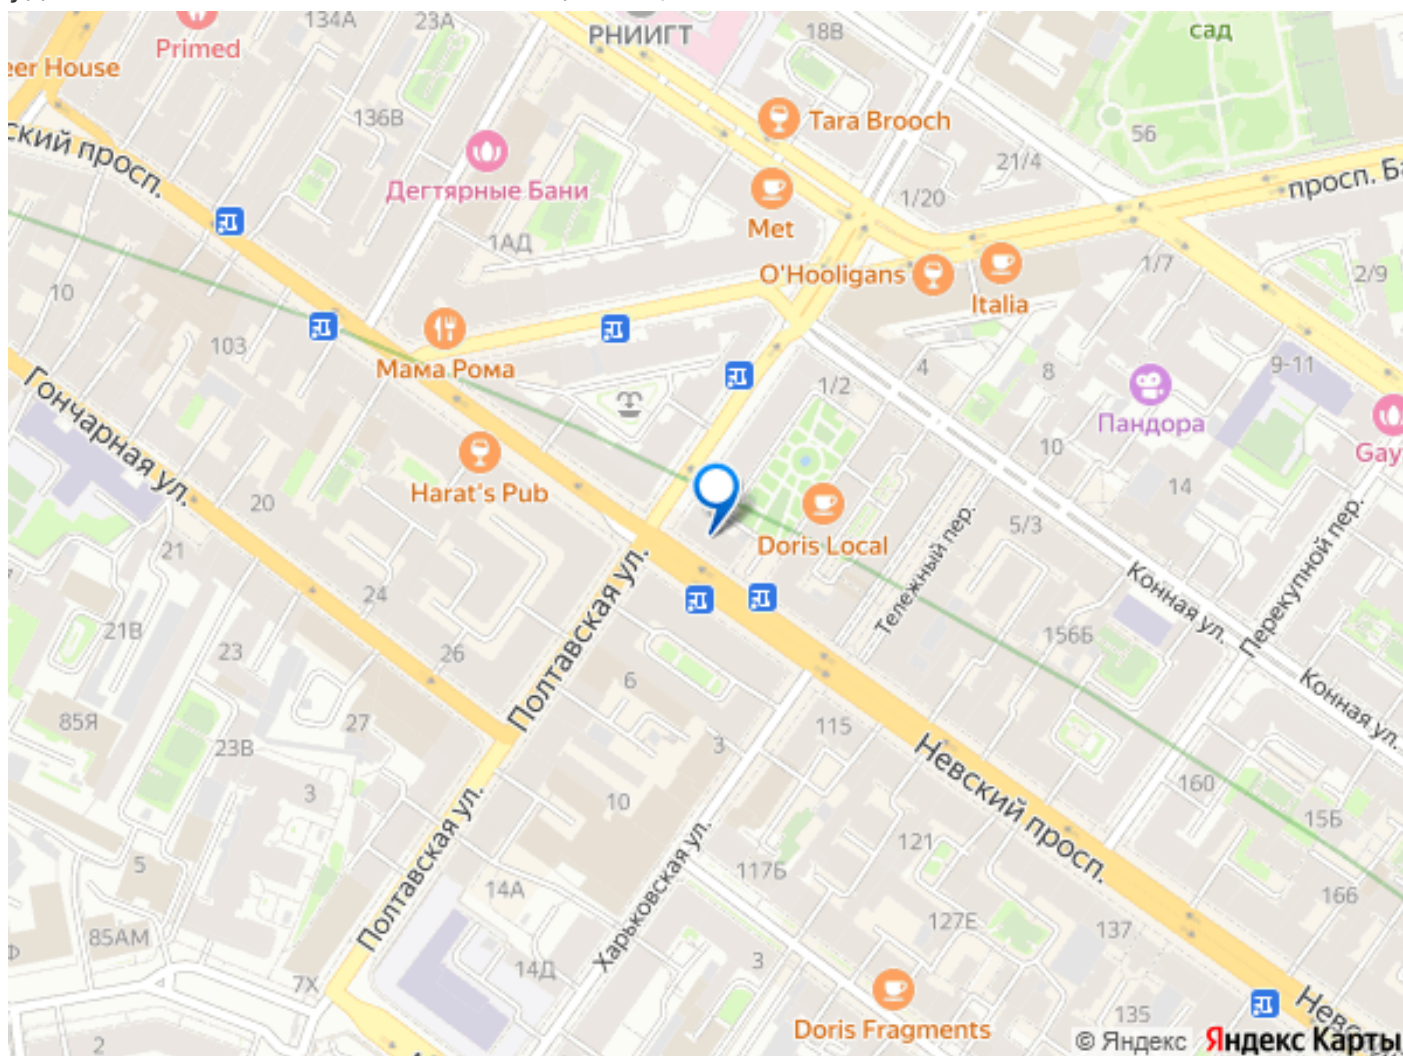 134А
23А
РНИИГТ
18В
сад
Primed
eer House
136В
Tara Brooch
56
ский просп.
21/4
Дегтярные Бани
1/20
просп. Ба
Met
1АД
O'Hooligans
1/7
2/9
10
Italia
103
Мама Рома
4
8
9-11
1/2
Гончарная ул.
Пандора
10
Gay
Harat's Pub
20
14
5/3
21
Doris Local
Тележный пер.
Перекупной пер.
Конная ул.
24
21В
23
26
Полтавская ул.
156Б
6
Конная ул.
85Я
27
115
23В
3
Невский просп.
160
3
10
15Б
121
Полтавская ул.
Харьковская ул.
5
117Б
14А
166
127Е
137
85АМ
14Д
3
7Х
135
Doris Fragments
Невс
2
© Яндекс Яндекс Карты